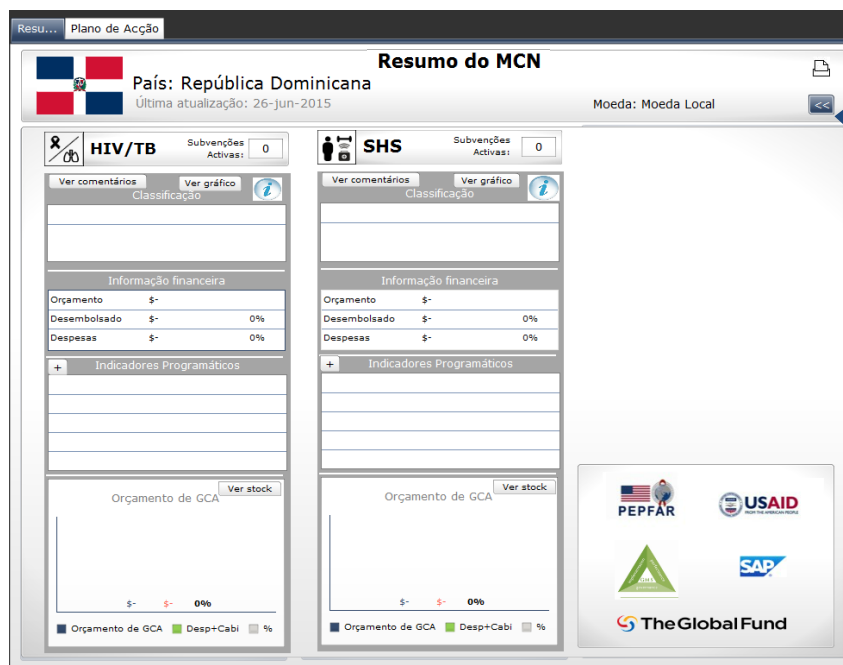 Resu...
Plano de Acção
Resumo do MCN
País: República Dominicana
Última atualização: 26-jun-2015
Moeda: Moeda Local
<<
HIV/TB
Subvenções
Activas:
0
Ver comentários
Ver gráfico
Classificação
Informação financeira
Orçamento $-
Desembolsado $- 0%
Despesas $- 0%
+
Indicadores Programáticos
Ver stock
Orçamento de GCA
$- $- 0%
Orçamento de GCA Desp+Cabi %
SHS
Subvenções
Activas:
0
Ver comentários
Ver gráfico
Classificação
Informação financeira
Orçamento $-
Desembolsado $- 0%
Despesas $- 0%
+
Indicadores Programáticos
Ver stock
Orçamento de GCA
$- $- 0%
Orçamento de GCA Desp+Cabi %
PEPFAR
USAID
FROM THE AMERICAN PEOPLE
SAP
The Global Fund